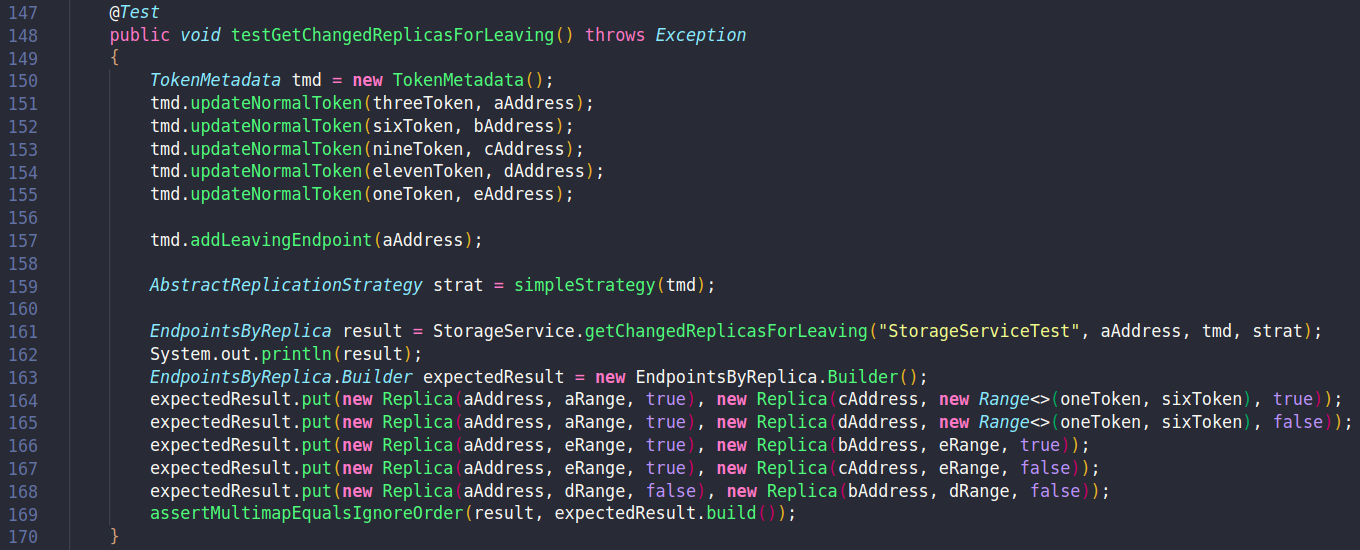 147 @Test
148 public void testGetChangedReplicasForLeaving() throws Exception
149 {
150 TokenMetadata tmd = new TokenMetadata();
151 tmd.updateNormalToken(threeToken, aAddress);
152 tmd.updateNormalToken(sixToken, bAddress);
153 tmd.updateNormalToken(nineToken, cAddress);
154 tmd.updateNormalToken(elevenToken, dAddress);
155 tmd.updateNormalToken(oneToken, eAddress);
156
157 tmd.addLeavingEndpoint(aAddress);
158
159 AbstractReplicationStrategy strat = simpleStrategy(tmd);
160
161 EndpointsByReplica result = StorageService.getChangedReplicasForLeaving("StorageServiceTest", aAddress, tmd, strat);
162 System.out.println(result);
163 EndpointsByReplica.Builder expectedResult = new EndpointsByReplica.Builder();
164 expectedResult.put(new Replica(aAddress, aRange, true), new Replica(cAddress, new Range<>(oneToken, sixToken), true));
165 expectedResult.put(new Replica(aAddress, aRange, true), new Replica(dAddress, new Range<>(oneToken, sixToken), false));
166 expectedResult.put(new Replica(aAddress, eRange, true), new Replica(bAddress, eRange, true));
167 expectedResult.put(new Replica(aAddress, eRange, true), new Replica(cAddress, eRange, false));
168 expectedResult.put(new Replica(aAddress, dRange, false), new Replica(bAddress, dRange, false));
169 assertMultimapEqualsIgnoreOrder(result, expectedResult.build());
170 }